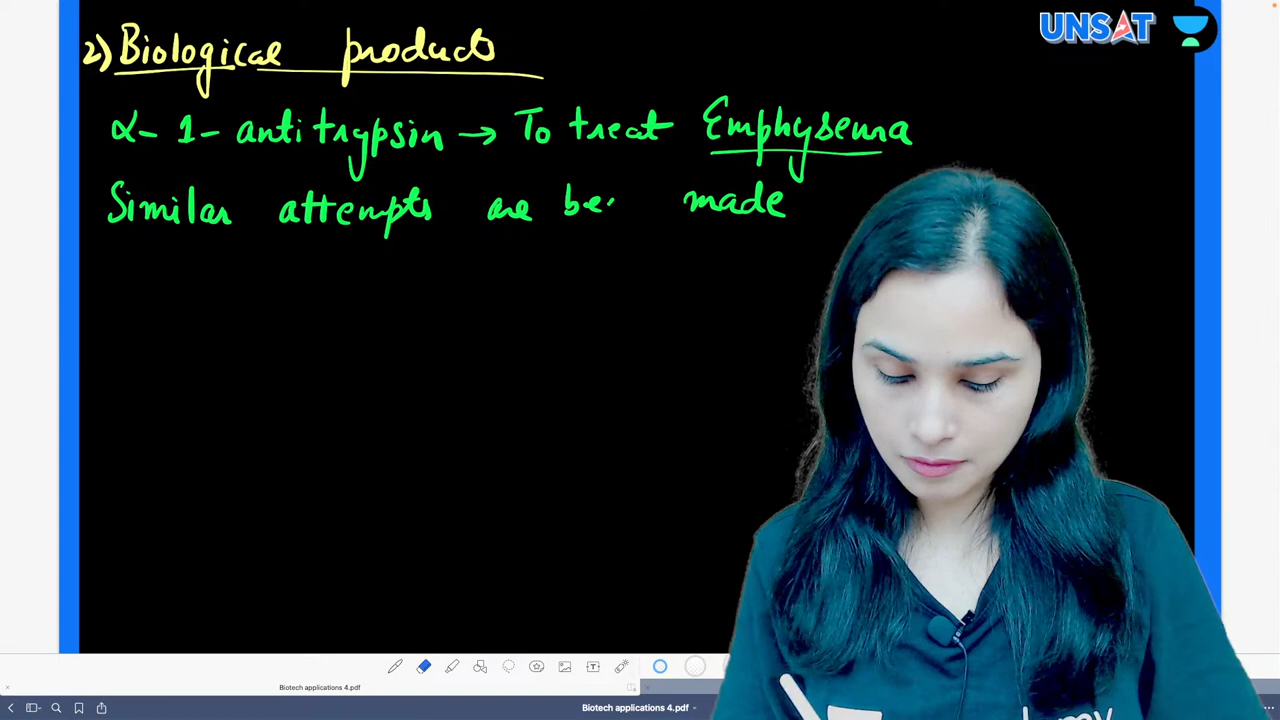 UNSAT
2) Biological products
α-1-antitrypsin → To treat Emphysema
Similar attempts are be made
Biotech applications 4.pdf
Biotech applications 4.pdf